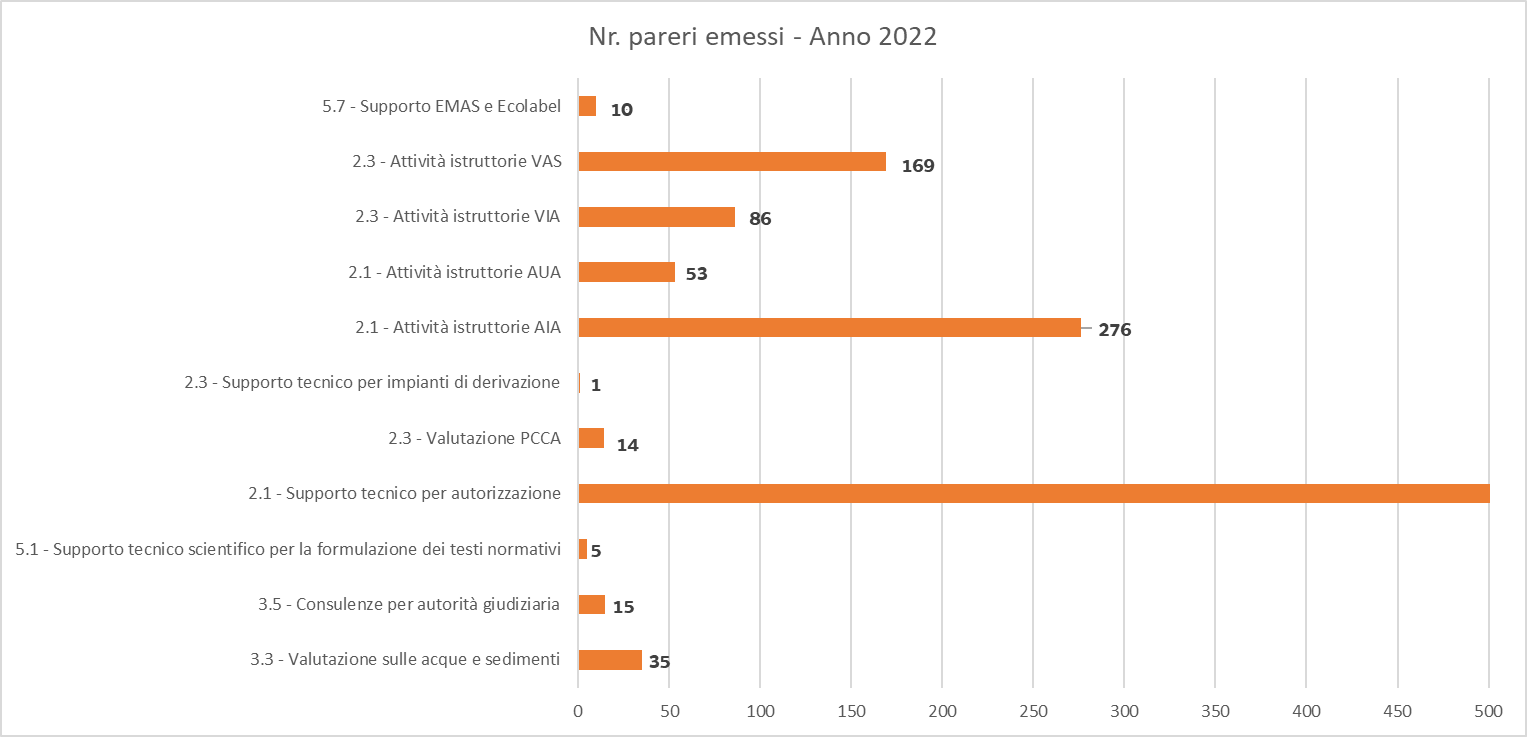 Nr. pareri emessi - Anno 2022
5.7 - Supporto EMAS e Ecolabel
10
2.3 - Attività istruttorie VAS
169
2.3 - Attività istruttorie VIA
86
2.1 - Attività istruttorie AUA
53
2.1 - Attività istruttorie AIA
276
2.3 - Supporto tecnico per impianti di derivazione
1
2.3 - Valutazione PCCA
14
2.1 - Supporto tecnico per autorizzazione
5.1 - Supporto tecnico scientifico per la formulazione dei testi normativi
5
3.5 - Consulenze per autorità giudiziaria
15
3.3 - Valutazione sulle acque e sedimenti
35
0 50 100 150 200 250 300 350 400 450 500